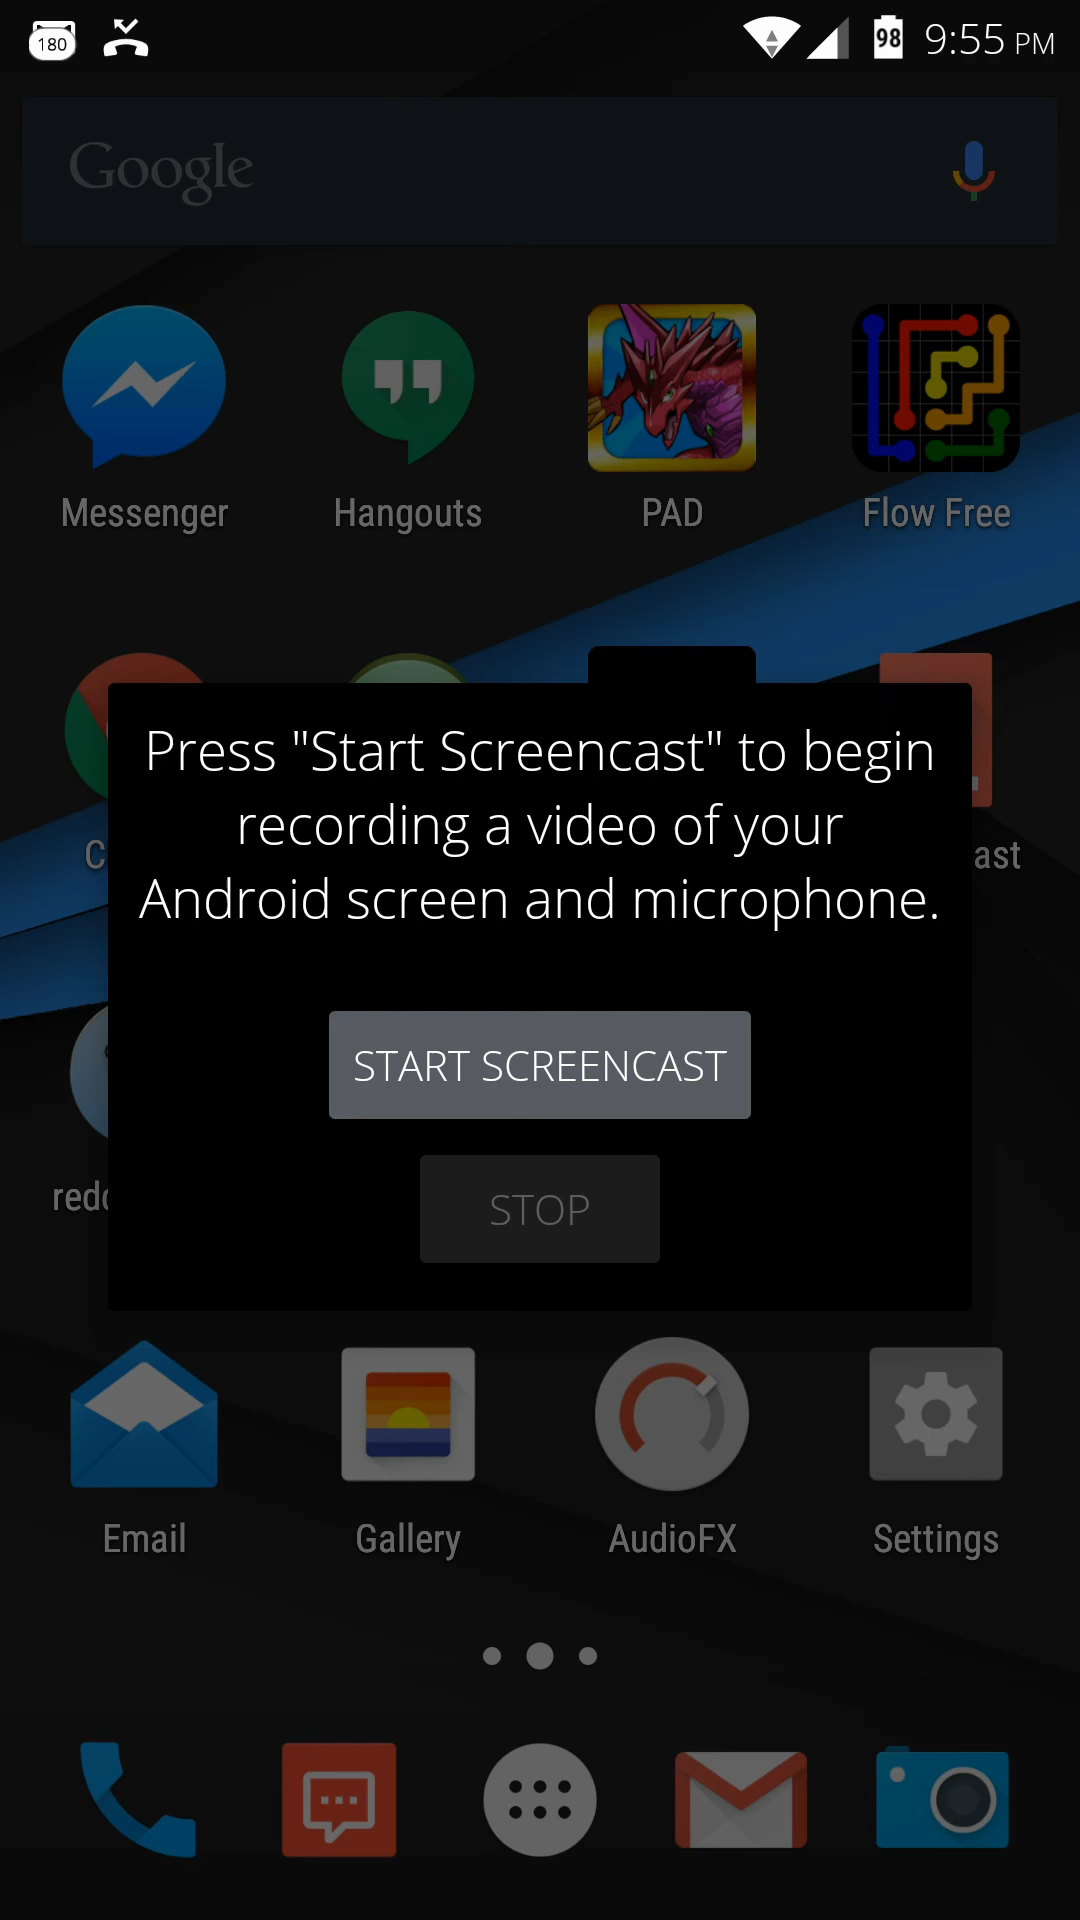 180
98
9:55 PM
Google
Messenger
Hangouts
PAD
Flow Free
Press "Start Screencast" to begin
recording a video of your
Android screen and microphone.
C
ast
START SCREENCAST
STOP
Email
Gallery
AudioFX
Settings